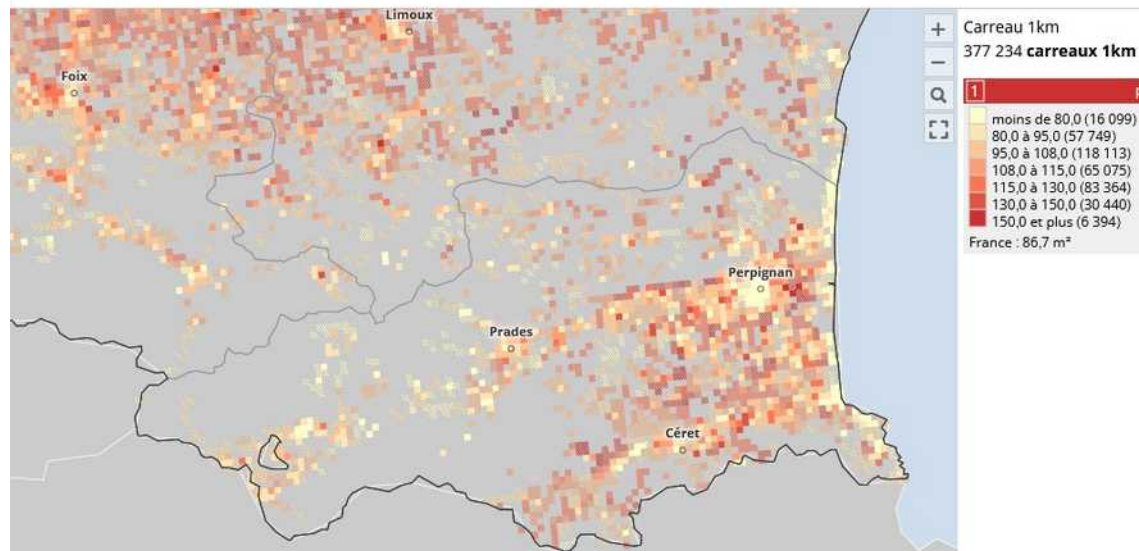 Limoux
Foix
Perpignan
Prades
Céret
+
−
Carreau 1km
377 234 carreaux 1km
1
moins de 80,0 (16 099)
80,0 à 95,0 (57 749)
95,0 à 108,0 (118 113)
108,0 à 115,0 (65 075)
115,0 à 130,0 (83 364)
130,0 à 150,0 (30 440)
150,0 et plus (6 394)
France : 86,7 m²